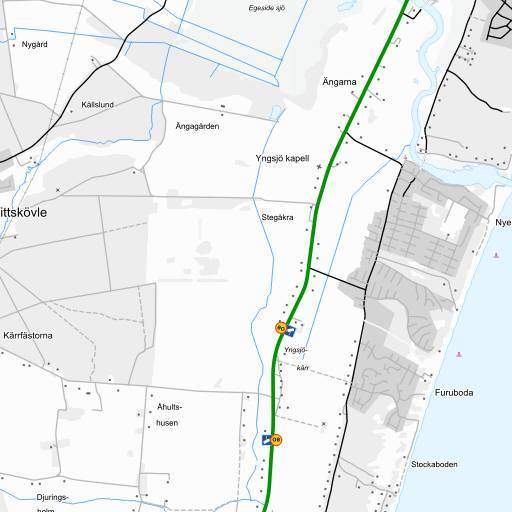 Egeside sjö
Nygård
Ängarna
Källslund
Ängagården
Yngsjö kapell
ittskövle
Stegåkra
Nye
Kärrfästorna
Yngsjö-
kärr
Furuboda
Åhults-
husen
Stockaboden
Djurings-
holm